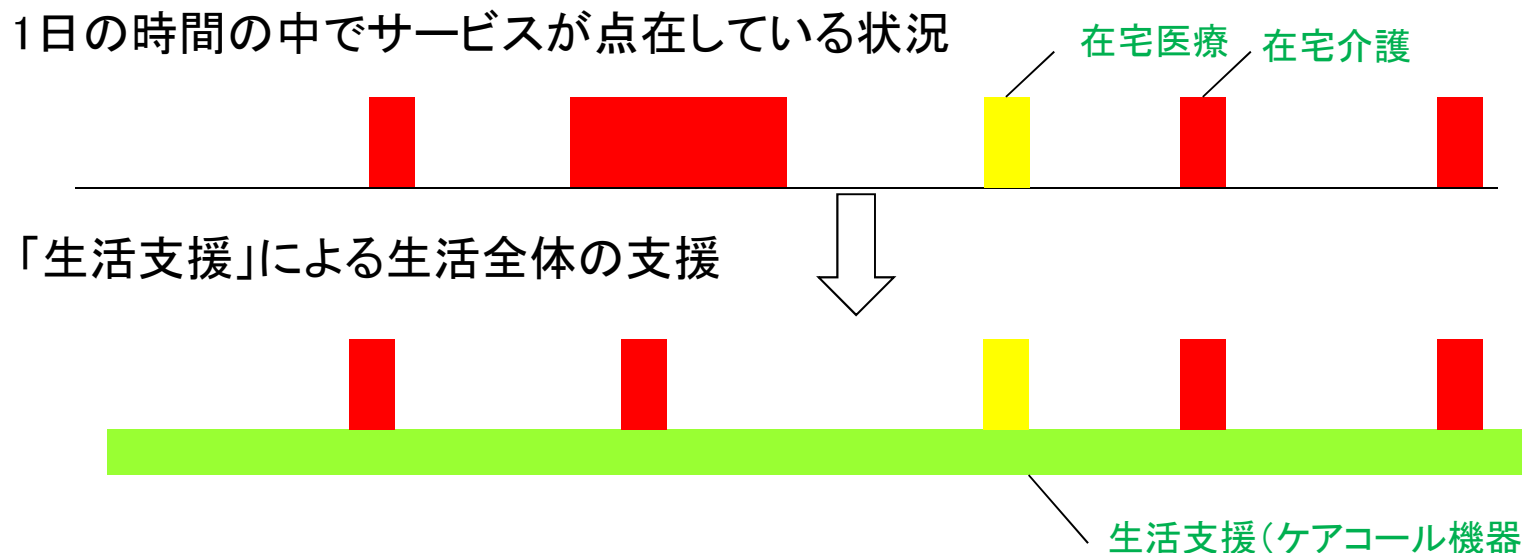 1日の時間の中でサービスが点在している状況
在宅医療
在宅介護
「生活支援」による生活全体の支援
生活支援(ケアコール機器